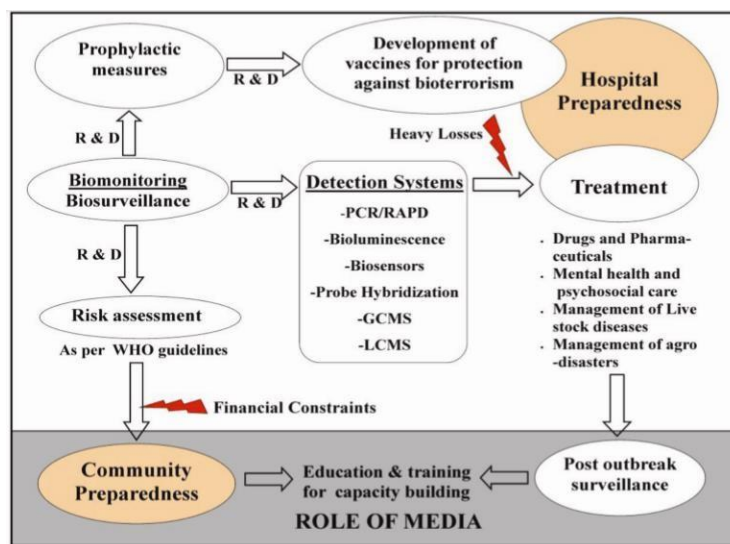 Prophylactic
measures
R & D
Development of
vaccines for protection
against bioterrorism
Hospital
Preparedness
R & D
Heavy Losses
Biomonitoring
Biosurveillance
R & D
Detection Systems
-PCR/RAPD
-Bioluminescence
-Biosensors
-Probe Hybridization
-GCMS
-LCMS
Treatment
. Drugs and Pharma-
ceuticals
. Mental health and
psychosocial care
. Management of Live
stock diseases
. Management of agro
-disasters
R & D
Risk assessment
As per WHO guidelines
Financial Constraints
Community
Preparedness
Education & training
for capacity building
Post outbreak
surveillance
ROLE OF MEDIA